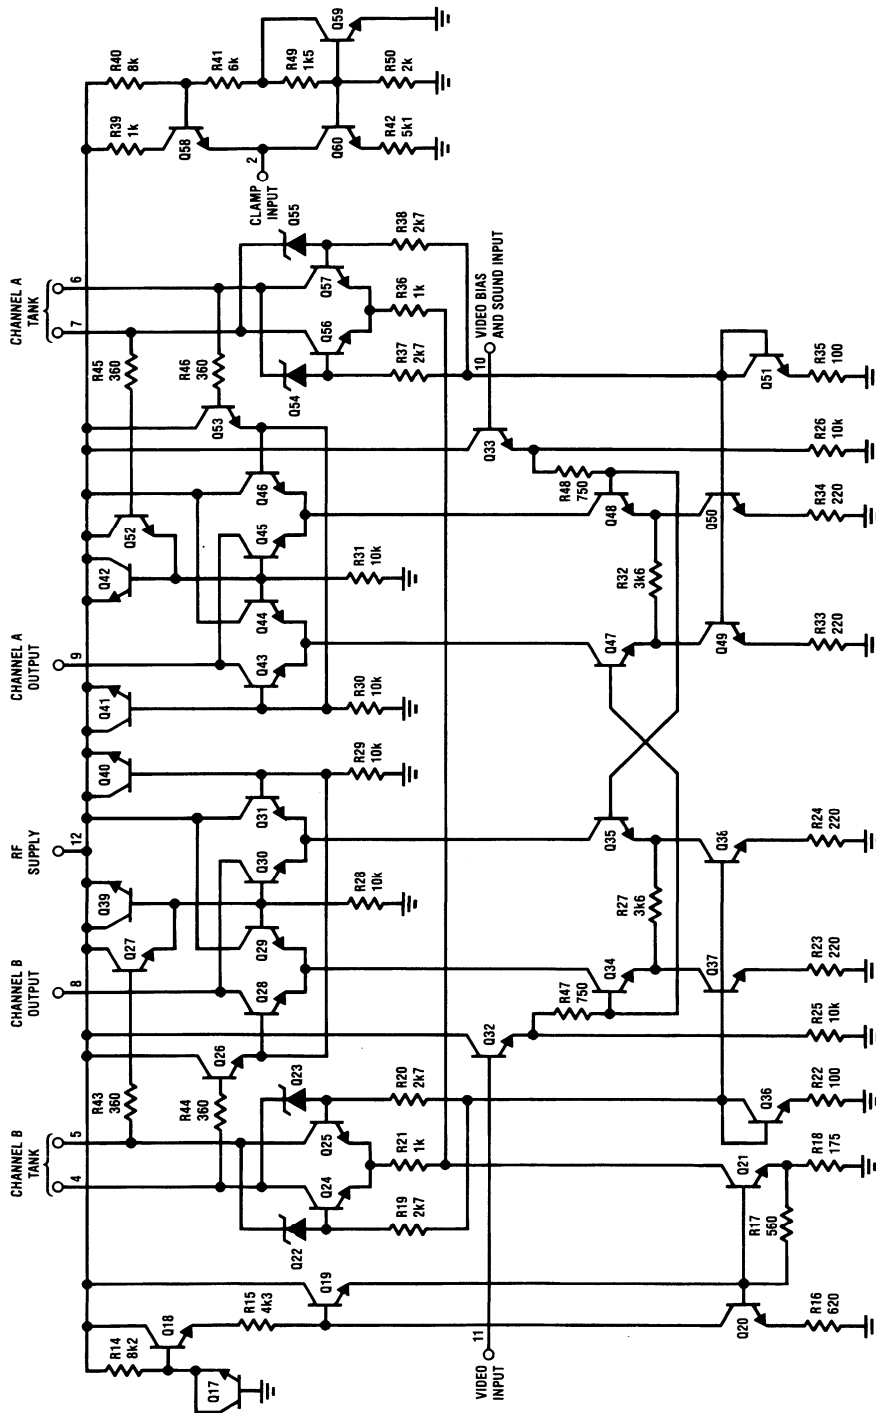 CHANNEL B
TANK
4
5
CHANNEL B
OUTPUT
8
RF
SUPPLY
12
CHANNEL A
OUTPUT
9
CHANNEL A
TANK
7
6
R14
8k2
Q17
Q18
R15
4k3
Q19
Q20
R16
620
R17
560
Q21
R18
175
Q22
Q23
Q24
Q25
R19
2k7
R21
1k
R20
2k7
R43
360
R44
360
Q26
Q27
Q39
Q28
Q29
Q30
Q31
R28
10k
Q40
R29
10k
Q41
R30
10k
Q43
Q44
Q42
Q52
R31
10k
Q45
Q46
R45
360
R46
360
Q53
Q54
Q55
Q56
Q57
R37
2k7
R36
1k
R38
2k7
R39
1k
R40
8k
Q58
R41
6k
R49
1k5
Q59
2
CLAMP
INPUT
Q60
R42
5k1
R50
2k
11
VIDEO
INPUT
Q32
R47
750
Q34
R27
3k6
Q35
Q47
R32
3k6
Q48
R48
750
Q33
10
VIDEO BIAS
AND SOUND INPUT
Q36
R22
100
R25
10k
Q37
R23
220
Q38
R24
220
Q49
R33
220
Q50
R34
220
R26
10k
Q51
R35
100